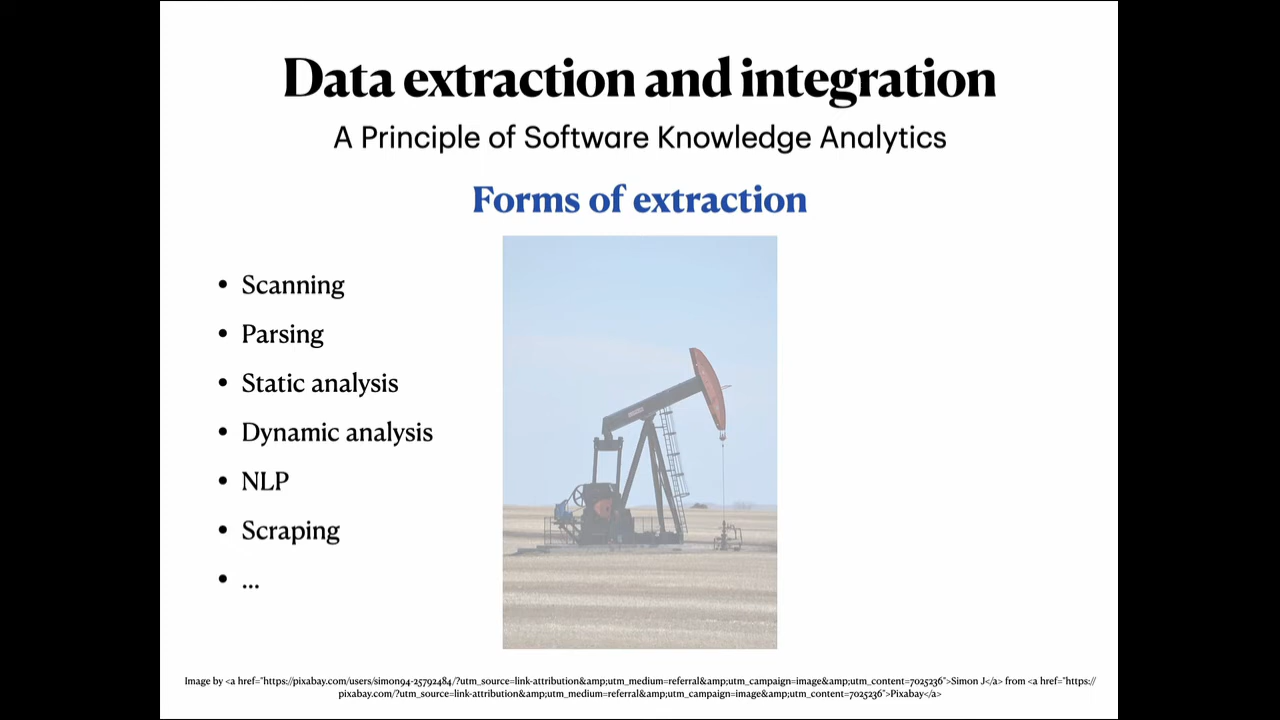 Data extraction and integration
A Principle of Software Knowledge Analytics
Forms of extraction
• Scanning
• Parsing
• Static analysis
• Dynamic analysis
• NLP
• Scraping
• ...
Image by <a href="https://pixabay.com/users/simon94-25792484/?utm_source=link-attribution&amp;utm_medium=referral&amp;utm_campaign=image&amp;utm_content=7025236">Simon J</a> from <a href="https://
pixabay.com/?utm_source=link-attribution&amp;utm_medium=referral&amp;utm_campaign=image&amp;utm_content=7025236">Pixabay</a>